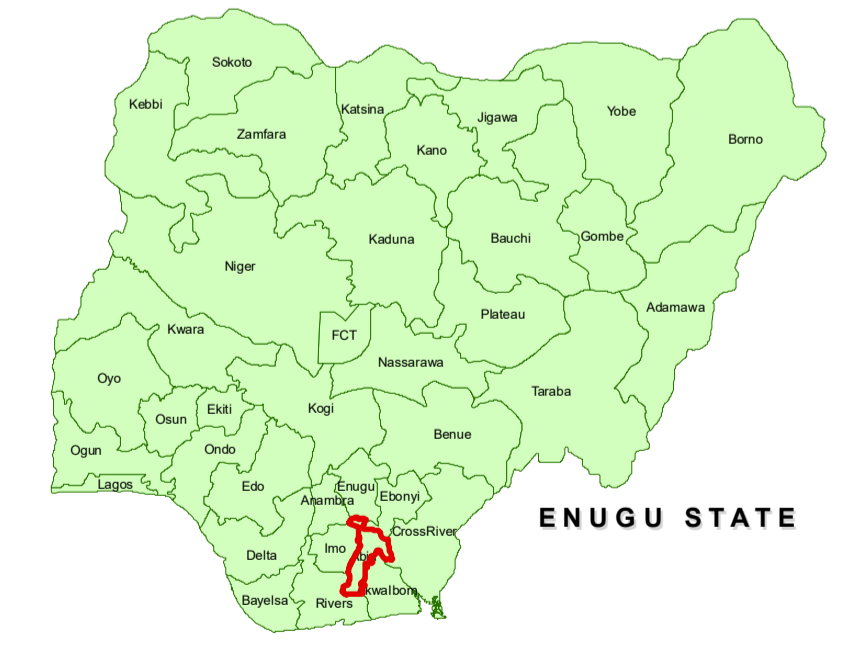 Sokoto
Kebbi
Katsina
Jigawa
Yobe
Borno
Zamfara
Kano
Kaduna
Bauchi
Gombe
Niger
Adamawa
Plateau
Kwara
FCT
Nassarawa
Oyo
Taraba
Osun
Ekiti
Kogi
Benue
Ogun
Ondo
Lagos
Edo
Enugu
Anambra
Ebonyi
ENUGU STATE
CrossRiver
Imo
Delta
Bayelsa
Rivers